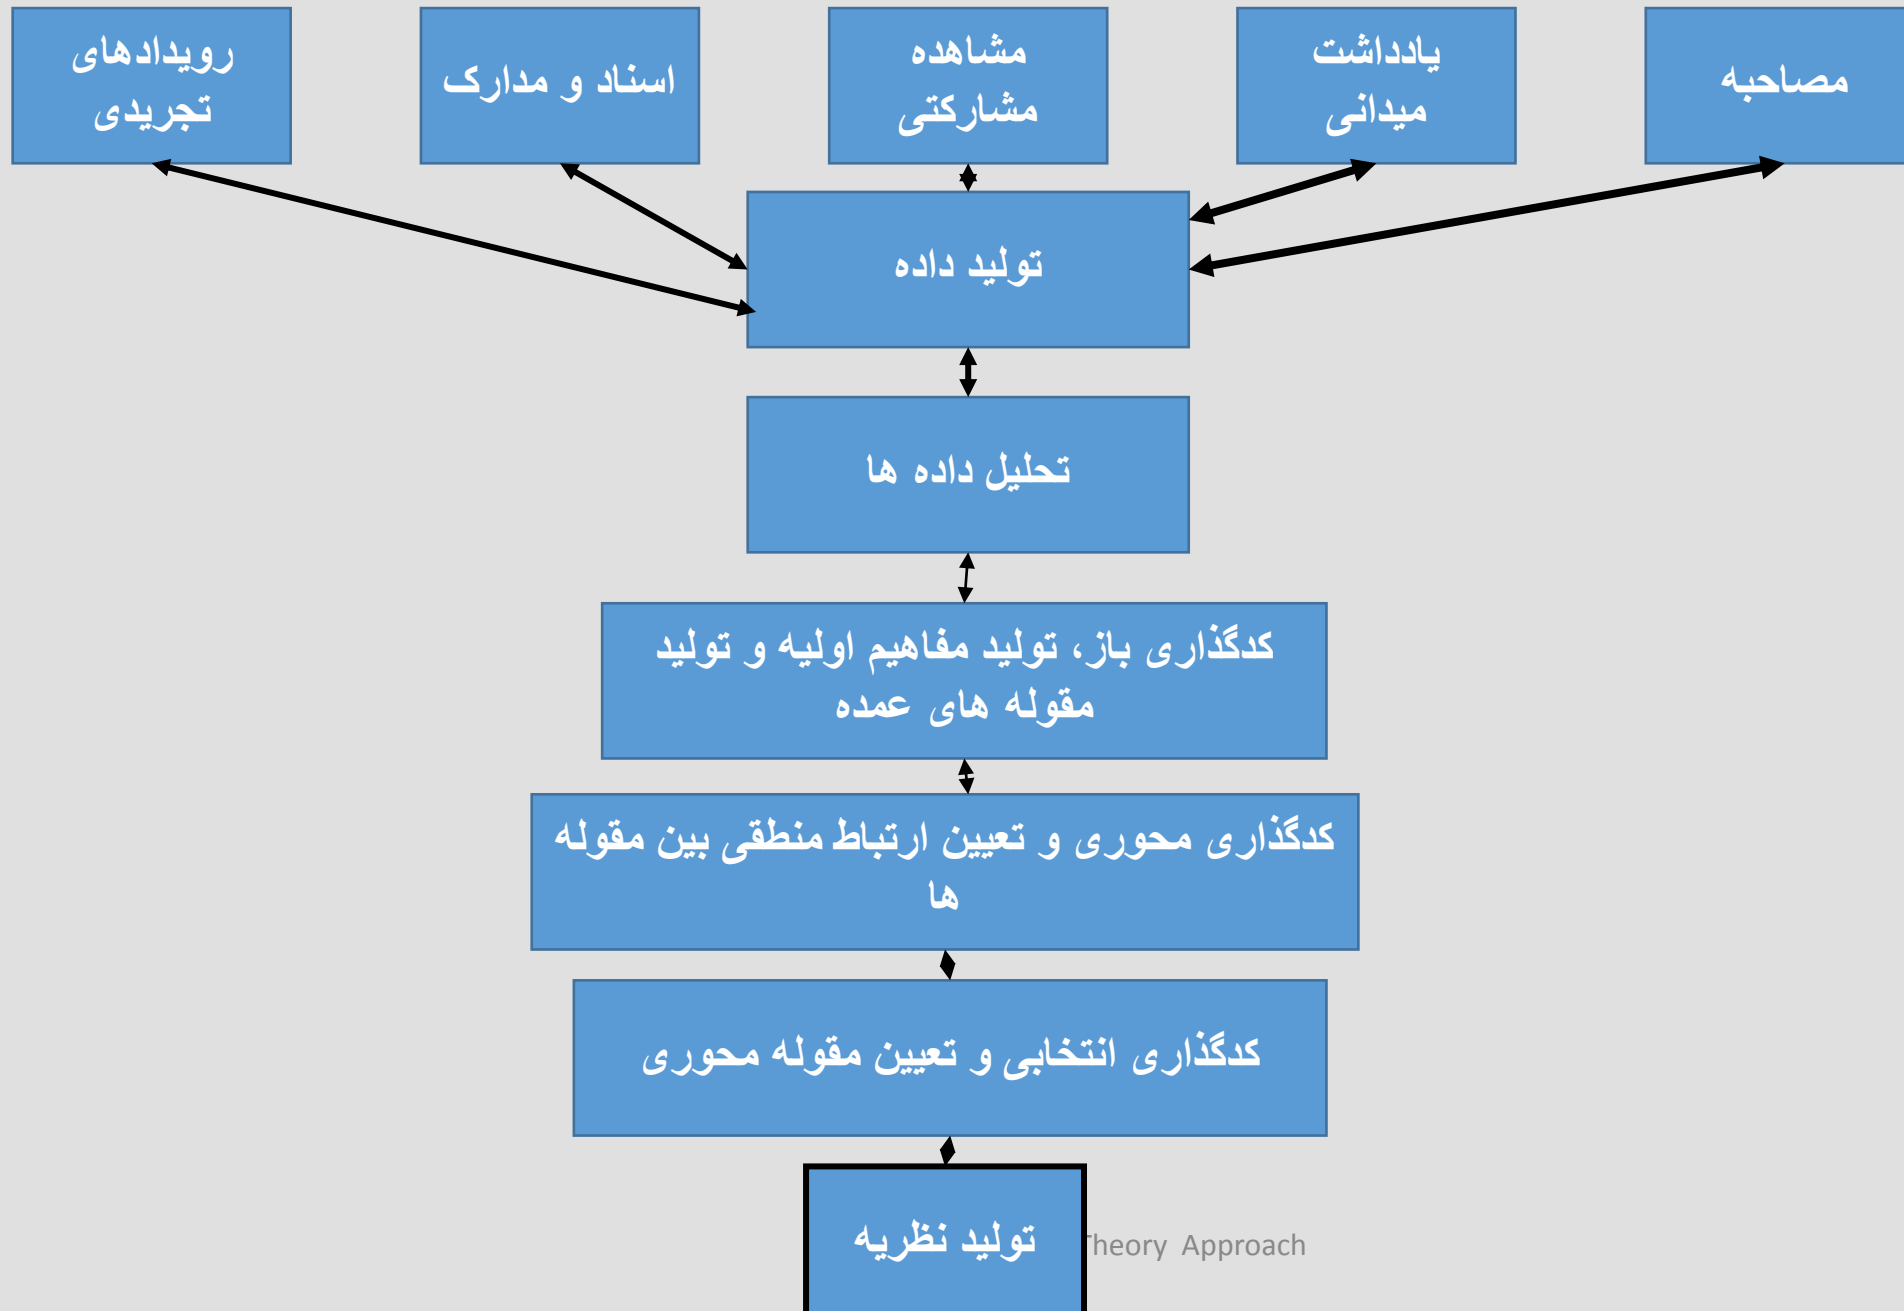 مصاحبه
یادداشت
میدانی
مشاهده
مشارکتی
اسناد و مدارک
رویدادهای
تجریدی
تولید داده
تحلیل داده ها
کدگذاری باز، تولید مفاهیم اولیه و تولید
مقوله های عمده
کدگذاری محوری و تعیین ارتباط منطقی بین مقوله
ها
کدگذاری انتخابی و تعیین مقوله محوری
تولید نظریه
Theory Approach